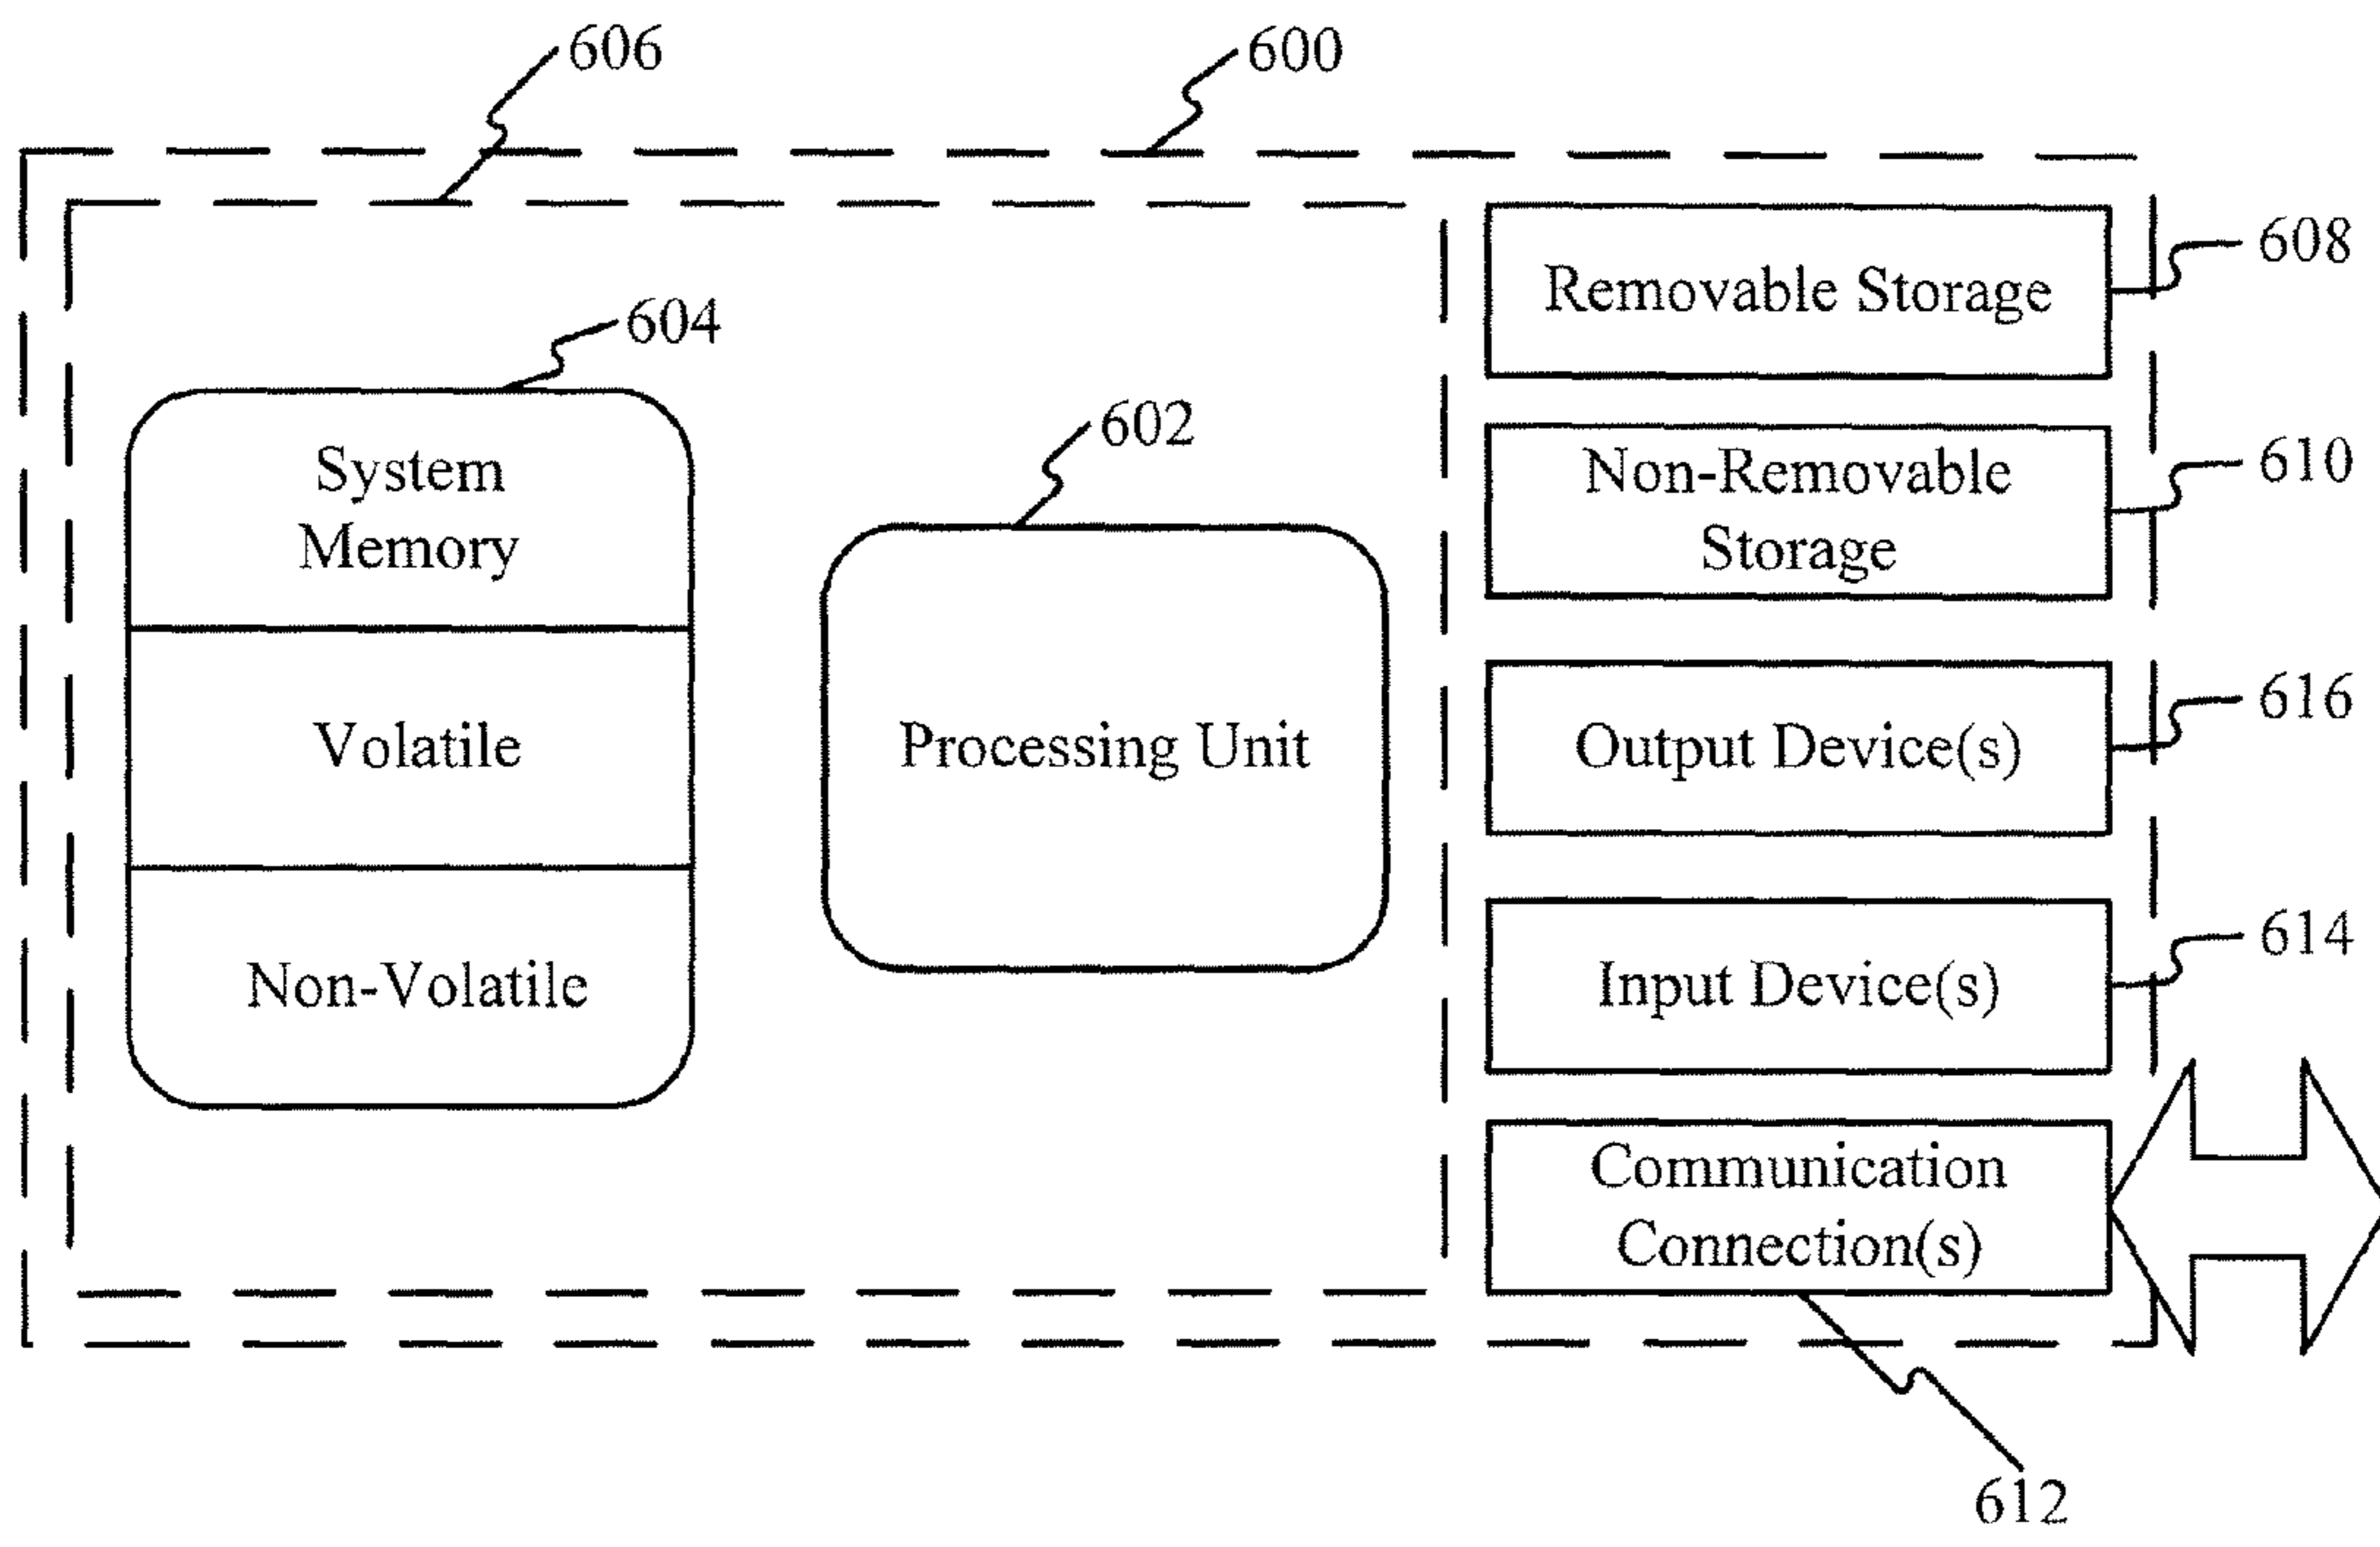 606
600
608
Removable Storage
604
602
610
Non-Removable
Storage
System
Memory
616
Volatile
Processing Unit
Output Device(s)
614
Non-Volatile
Input Device(s)
Communication
Connection(s)
612